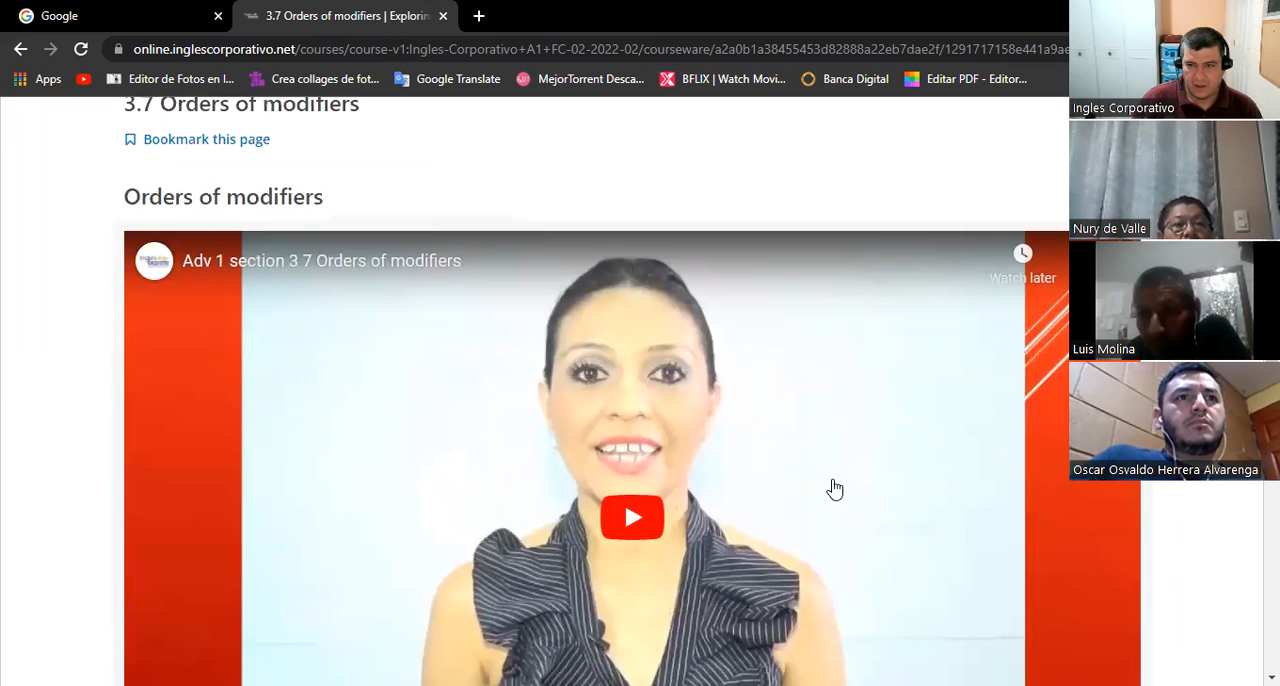 Google
3.7 Orders of modifiers | Explorin
online.inglescorporativo.net/courses/course-v1:Ingles-Corporativo+A1+FC-02-2022-02/courseware/a2a0b1a38455453d82888a22eb7dae2f/1291717158e441a9ae
Apps
Editor de Fotos en l...
Crea collages de fot...
Google Translate
MejorTorrent Desca...
BFLIX | Watch Movi...
Banca Digital
Editar PDF - Editor...
3.7 Orders of modifiers
Bookmark this page
Orders of modifiers
Adv 1 section 3 7 Orders of modifiers
Watch later
Ingles Corporativo
Nury de Valle
Luis Molina
Oscar Osvaldo Herrera Alvarenga